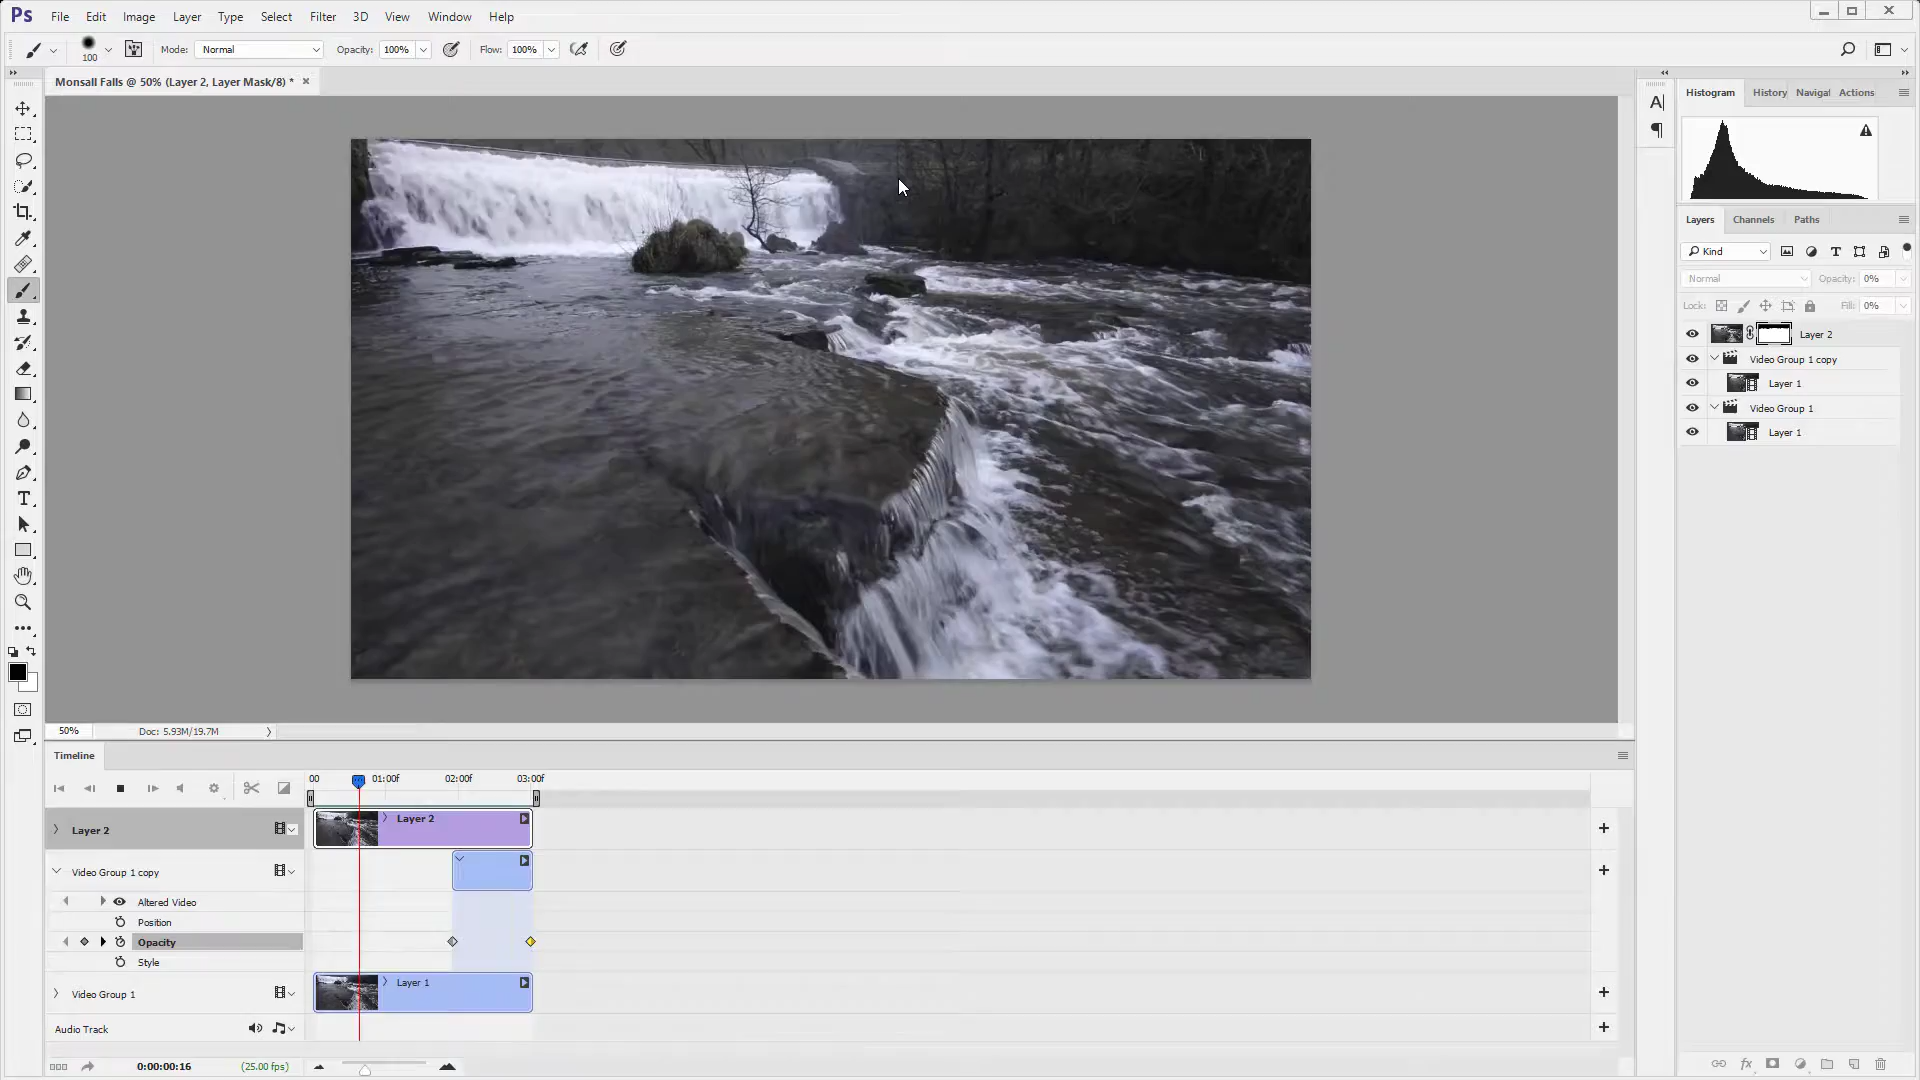 Ps File Edit Image Layer Type Select Filter 3D View Window Help
100 Mode: Normal Opacity: 100% Flow: 100%
Monsall Falls @ 50% (Layer 2, Layer Mask/8) *
Histogram History Navigat Actions
Layers Channels Paths
Kind
Normal Opacity: 0%
Lock: Fill: 0%
Layer 2
Video Group 1 copy
Layer 1
Video Group 1
Layer 1
50% Doc: 5.93M/19.7M
Timeline
00 01:00f 02:00f 03:00f
Layer 2 Layer 2
Video Group 1 copy
Altered Video
Position
Opacity
Style
Video Group 1 Layer 1
Audio Track
0:00:00:16 (25.00 fps)